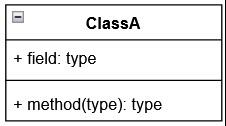 ClassA
+ field: type
+ method(type): type